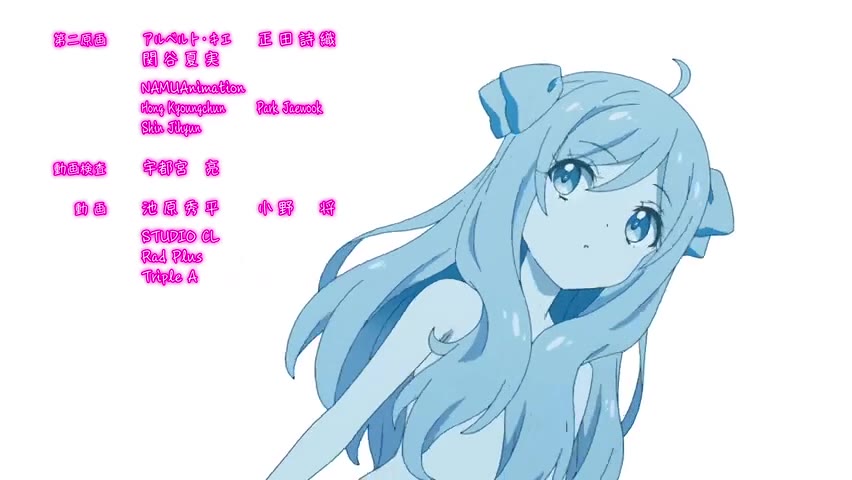 第二原画 アルベルト・キエ 正田詩織
関谷夏実
NAMUAnimation
Hong Kyoungchun Park Jaewook
Shin Jihyun
動画検査 宇都宮 亮
動画 池原秀平 小野 将
STUDIO CL
Rad Plus
Triple A